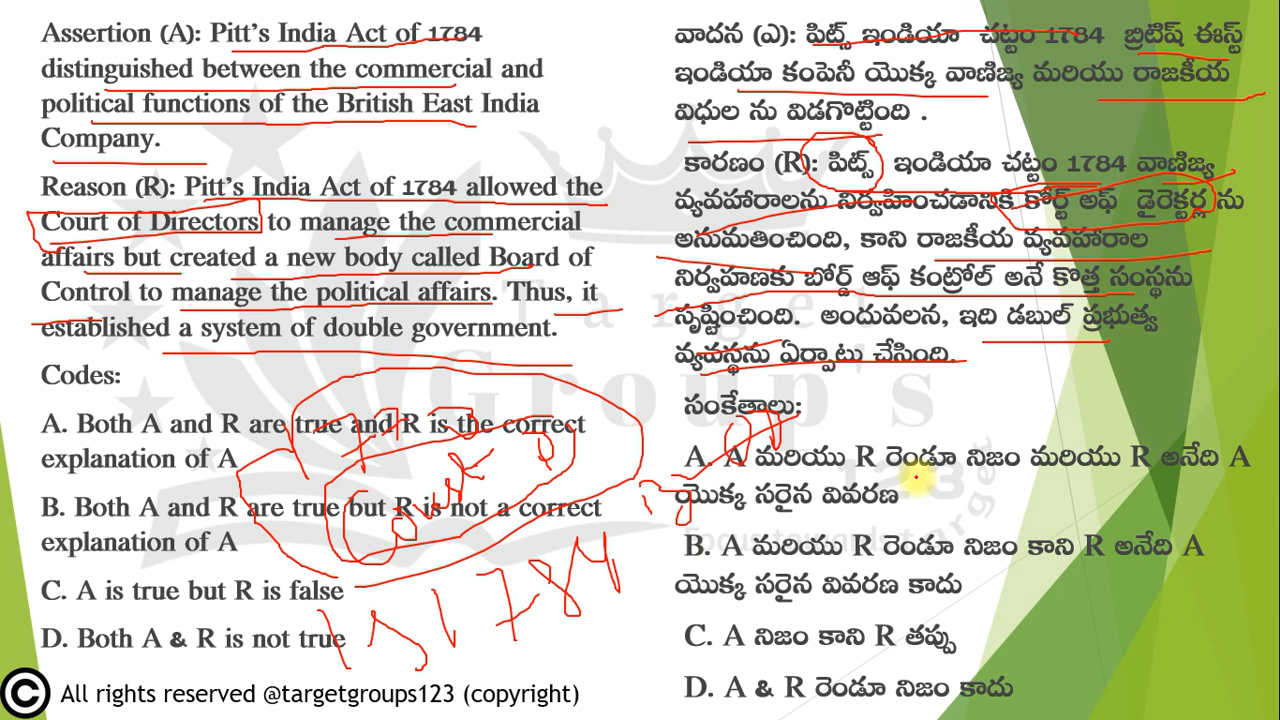 Assertion (A): Pitt's India Act of 1784
distinguished between the commercial and
political functions of the British East India
Company.
Reason (R): Pitt's India Act of 1784 allowed the
Court of Directors to manage the commercial
affairs but created a new body called Board of
Control to manage the political affairs. Thus, it
established a system of double government.
Codes:
A. Both A and R are true and R is the correct
explanation of A
B. Both A and R are true but R is not a correct
explanation of A
C. A is true but R is false
D. Both A & R is not true
వాదన (ఎ): పిట్స్ ఇండియా చట్టం 1784 బ్రిటిష్ ఈస్ట్
ఇండియా కంపెనీ యొక్క వాణిజ్య మరియు రాజకీయ
విధుల ను విడగొట్టింది .
కారణం (R): పిట్స్ ఇండియా చట్టం 1784 వాణిజ్య
వ్యవహారాలను నిర్వహించడానికి కోర్ట్ అఫ్ డైరెక్టర్ల ను
అనుమతించింది, కాని రాజకీయ వ్యవహారాల
నిర్వహణకు బోర్డ్ ఆఫ్ కంట్రోల్ అనే కొత్త సంస్థను
సృష్టించింది. అందువలన, ఇది డబుల్ ప్రభుత్వ
వ్యవస్థను ఏర్పాటు చేసింది.
సంకేతాలు:
A. A మరియు R రెండూ నిజం మరియు R అనేది A
యొక్క సరైన వివరణ
B. A మరియు R రెండూ నిజం కాని R అనేది A
యొక్క సరైన వివరణ కాదు
C. A నిజం కాని R తప్పు
D. A & R రెండూ నిజం కాదు
Target
Group's
1784
© All rights reserved @targetgroups123 (copyright)